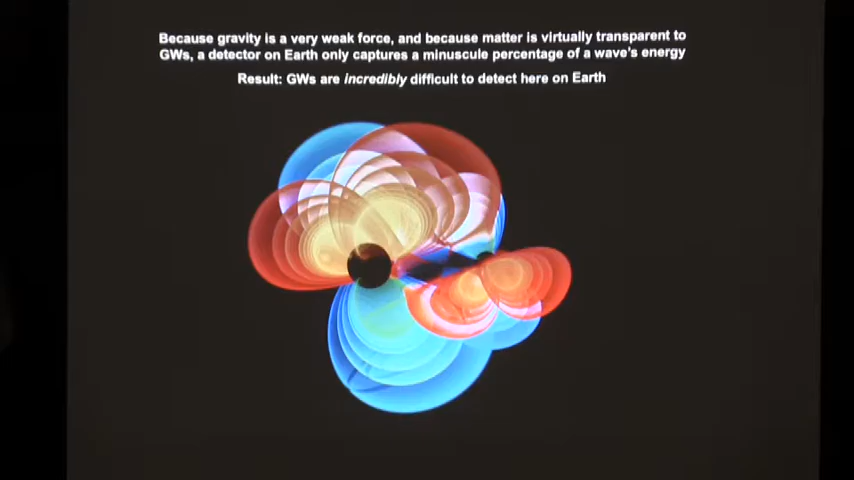 Because gravity is a very weak force, and because matter is virtually transparent to
GWs, a detector on Earth only captures a minuscule percentage of a wave's energy
Result: GWs are incredibly difficult to detect here on Earth